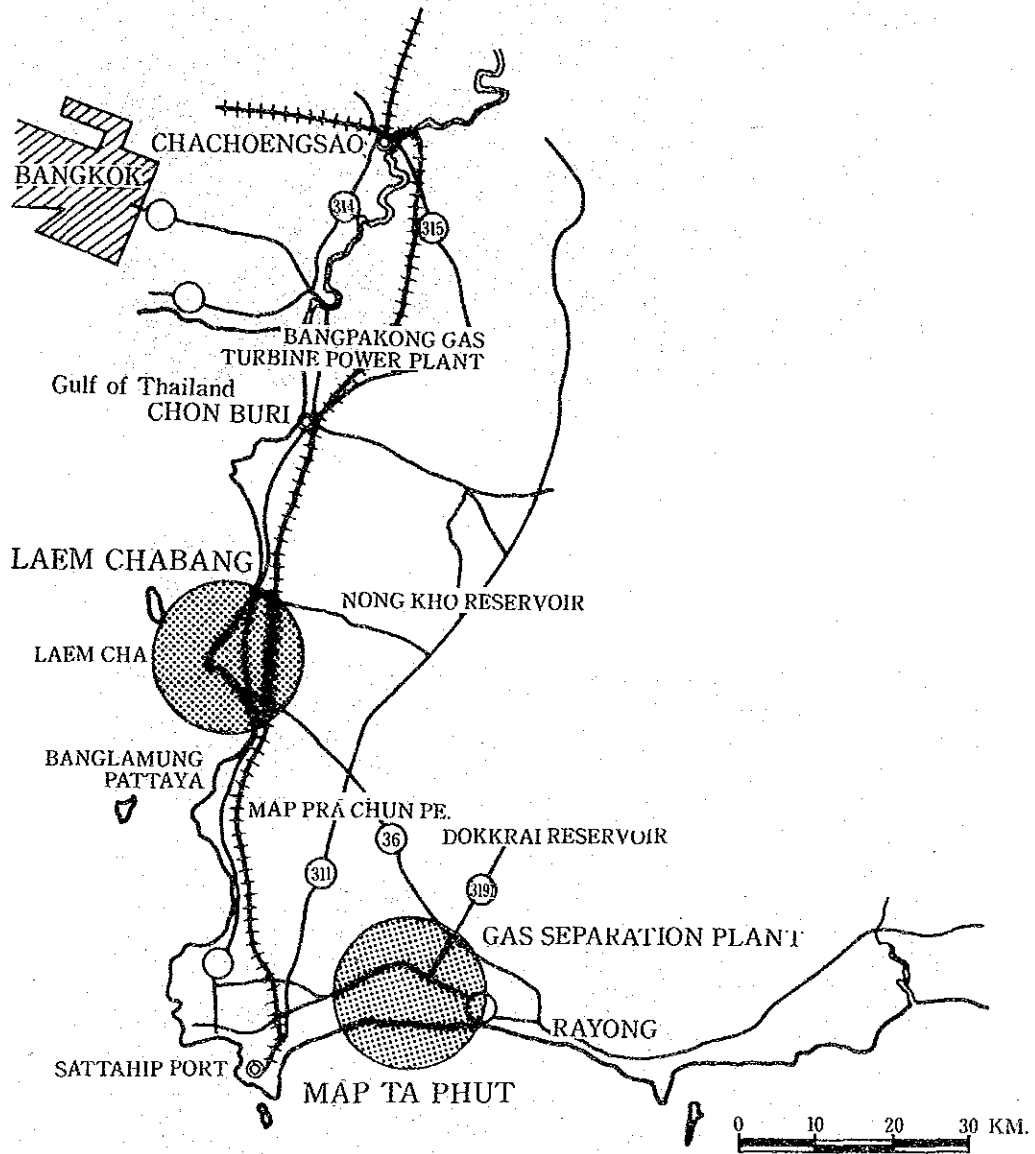 CHACHOENGSAO
BANGKOK
314
315
BANGPAKONG GAS
TURBINE POWER PLANT
Gulf of Thailand
CHON BURI
LAEM CHABANG
NONG KHO RESERVOIR
LAEM CHA
BANGLAMUNG
PATTAYA
MAP PRA CHUN PE.
36
DOKKRAI RESERVOIR
311
3191
GAS SEPARATION PLANT
RAYONG
SATTAHIP PORT
MAP TA PHUT
0 10 20 30 KM.